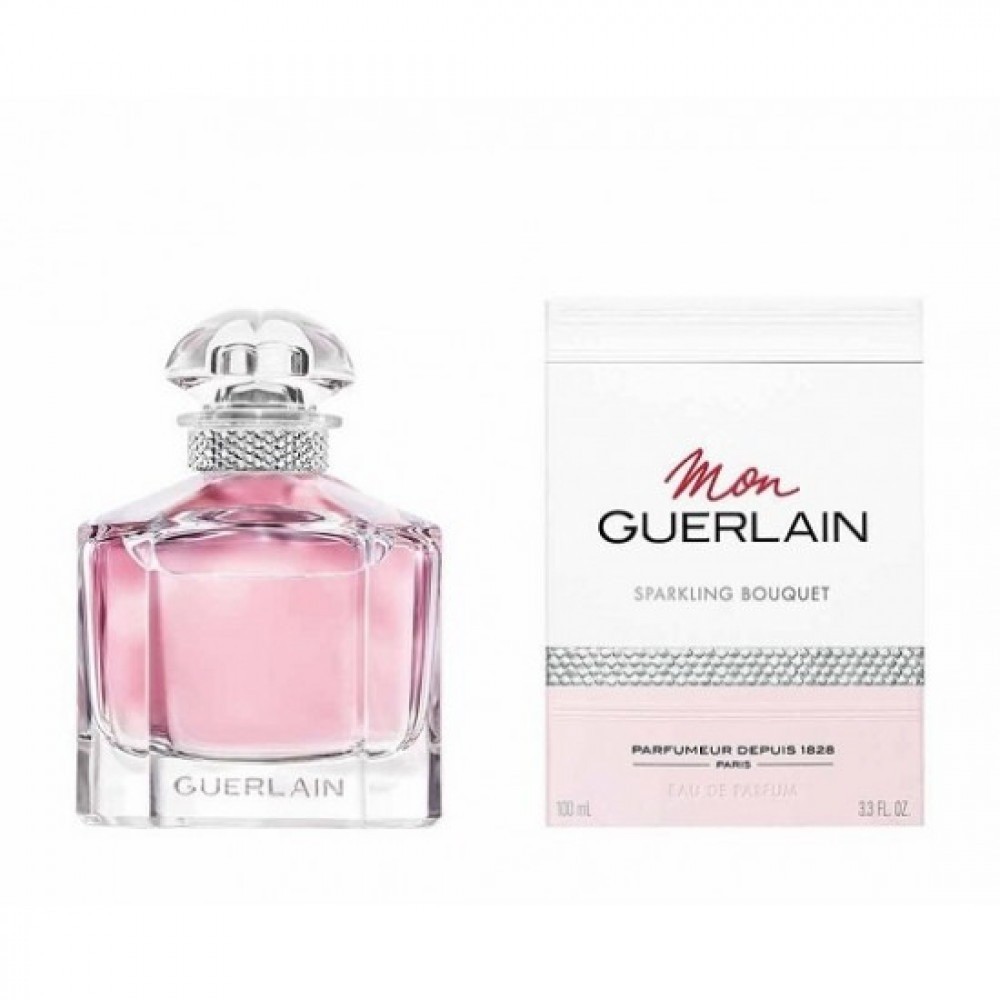 GUERLAIN
Mon
GUERLAIN
SPARKLING BOUQUET
PARFUMEUR DEPUIS 1828
PARIS
EAU DE PARFUM
100 mL
3.3 FL. OZ.